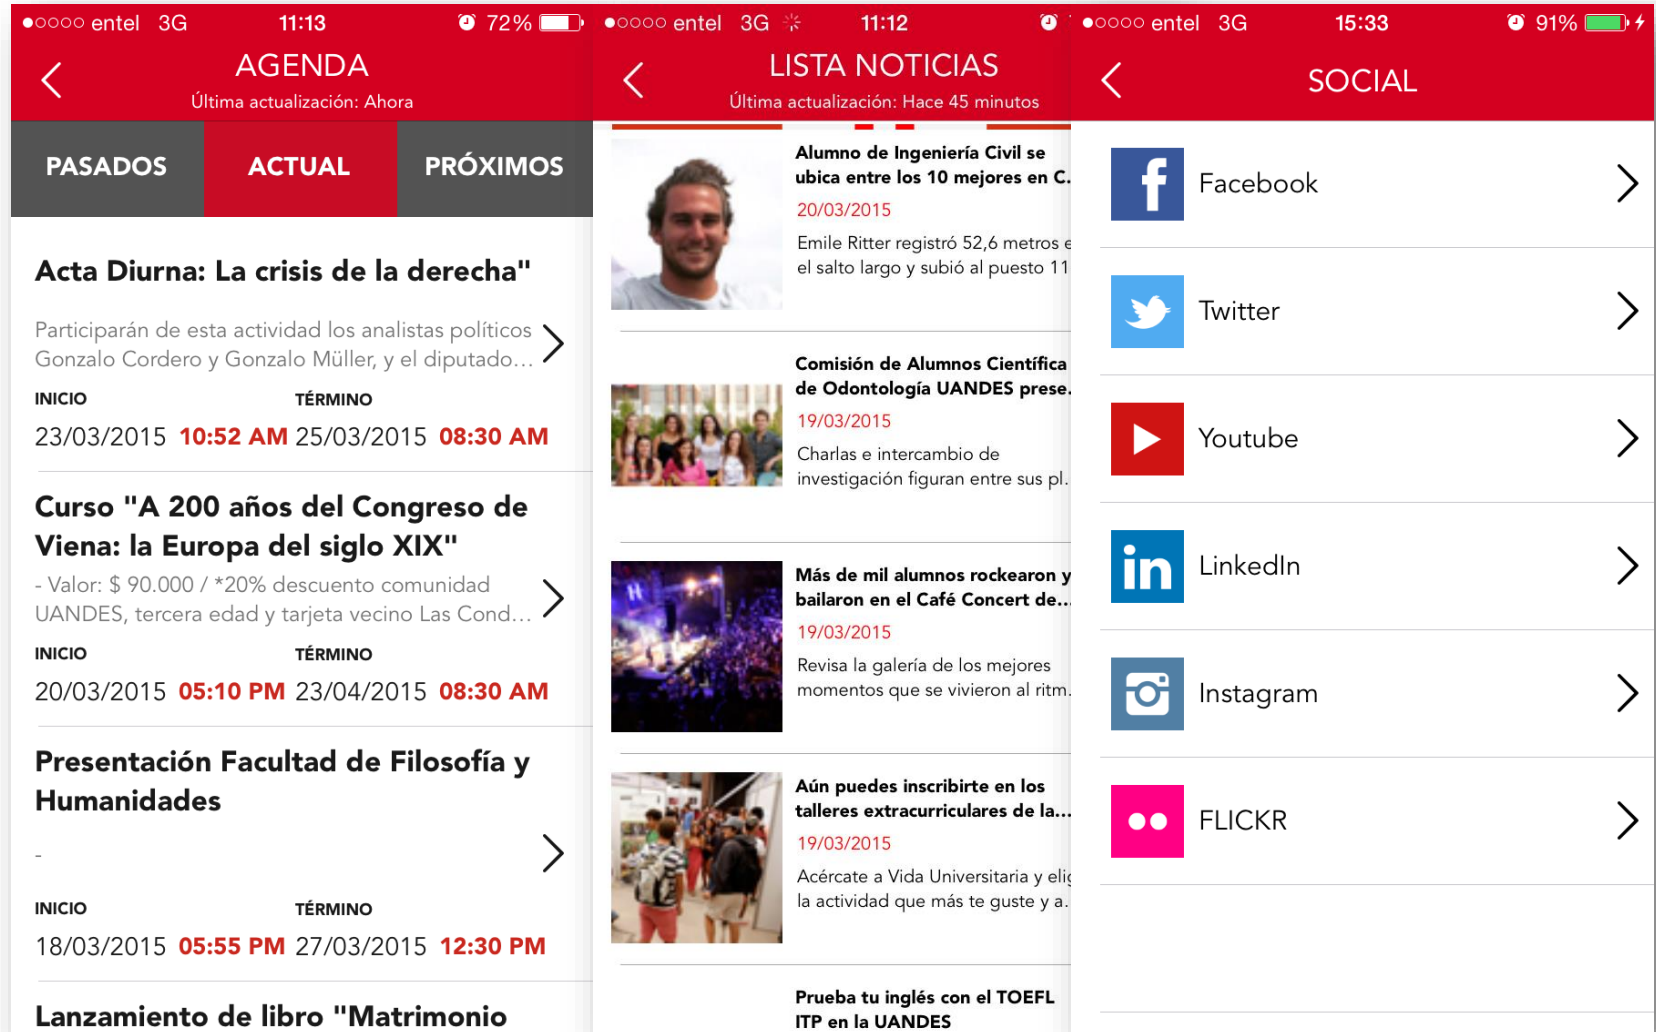 entel 3G 11:13 72%
AGENDA
Última actualización: Ahora
PASADOS ACTUAL PRÓXIMOS
Acta Diurna: La crisis de la derecha"
Participarán de esta actividad los analistas políticos
Gonzalo Cordero y Gonzalo Müller, y el diputado...
INICIO TÉRMINO
23/03/2015 10:52 AM 25/03/2015 08:30 AM
Curso "A 200 años del Congreso de
Viena: la Europa del siglo XIX"
- Valor: $ 90.000 / *20% descuento comunidad
UANDES, tercera edad y tarjeta vecino Las Cond...
INICIO TÉRMINO
20/03/2015 05:10 PM 23/04/2015 08:30 AM
Presentación Facultad de Filosofía y
Humanidades
-
INICIO TÉRMINO
18/03/2015 05:55 PM 27/03/2015 12:30 PM
Lanzamiento de libro "Matrimonio
entel 3G 11:12
LISTA NOTICIAS
Última actualización: Hace 45 minutos
Alumno de Ingeniería Civil se
ubica entre los 10 mejores en C.
20/03/2015
Emile Ritter registró 52,6 metros e
el salto largo y subió al puesto 11
Comisión de Alumnos Científica
de Odontología UANDES prese.
19/03/2015
Charlas e intercambio de
investigación figuran entre sus pl.
Más de mil alumnos rockearon y
bailaron en el Café Concert de...
19/03/2015
Revisa la galería de los mejores
momentos que se vivieron al ritm.
Aún puedes inscribirte en los
talleres extracurriculares de la...
19/03/2015
Acércate a Vida Universitaria y elig
la actividad que más te guste y a.
Prueba tu inglés con el TOEFL
ITP en la UANDES
entel 3G 15:33 91%
SOCIAL
Facebook
Twitter
Youtube
LinkedIn
Instagram
FLICKR